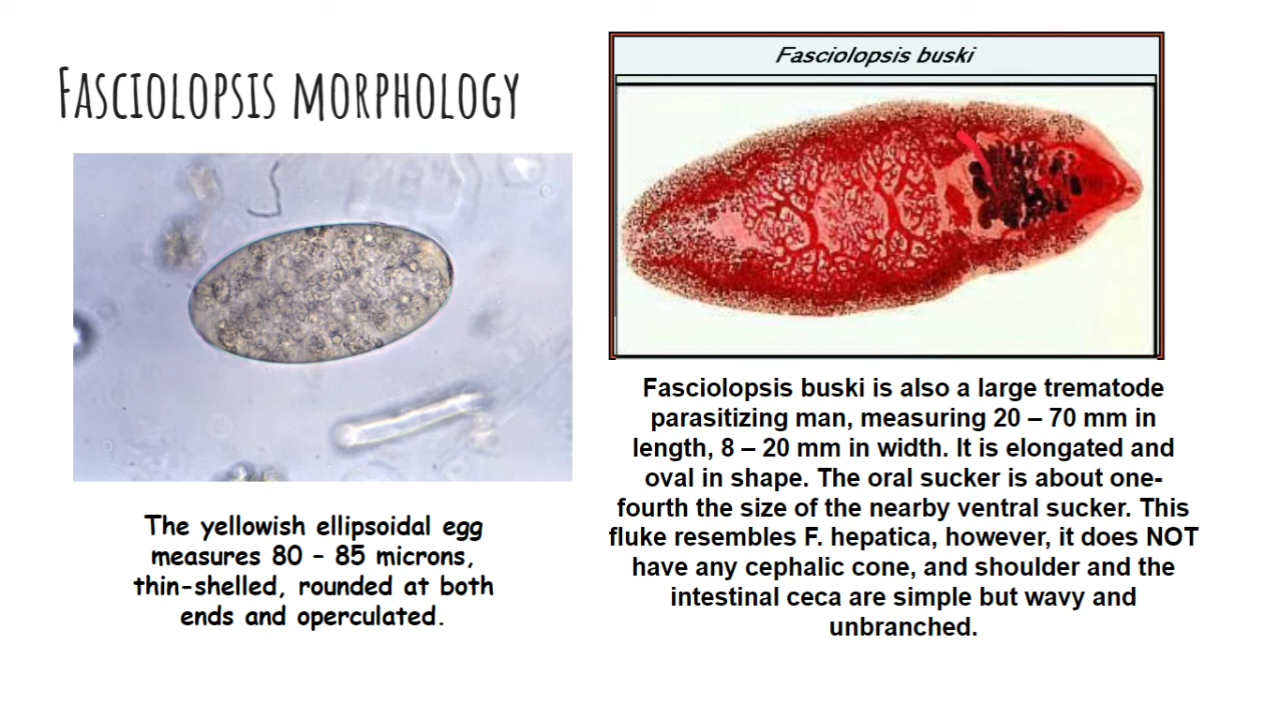 Fasciolopsis morphology
Fasciolopsis buski
The yellowish ellipsoidal egg
measures 80 – 85 microns,
thin-shelled, rounded at both
ends and operculated.
Fasciolopsis buski is also a large trematode
parasitizing man, measuring 20 – 70 mm in
length, 8 – 20 mm in width. It is elongated and
oval in shape. The oral sucker is about one-
fourth the size of the nearby ventral sucker. This
fluke resembles F. hepatica, however, it does NOT
have any cephalic cone, and shoulder and the
intestinal ceca are simple but wavy and
unbranched.